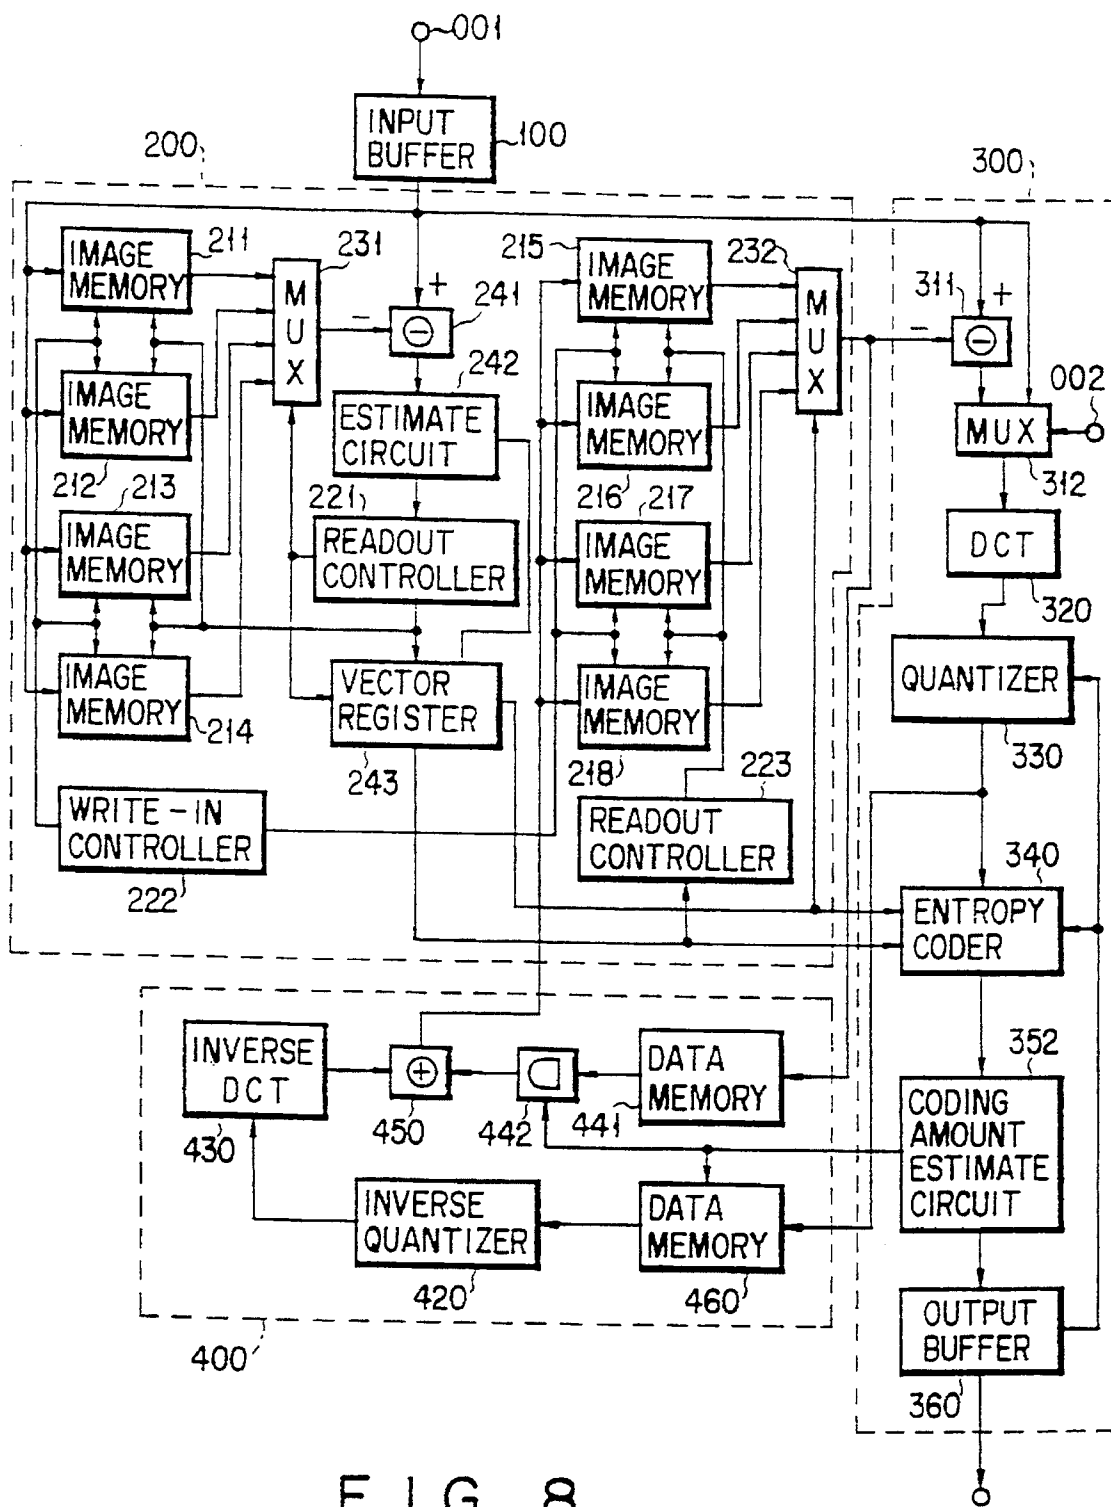 001
INPUT
BUFFER
100
200
300
IMAGE
MEMORY
211
231
MUX
+
-
241
242
215
IMAGE
MEMORY
232
MUX
311
+
-
002
MUX
312
IMAGE
MEMORY
212
213
ESTIMATE
CIRCUIT
221
IMAGE
MEMORY
216
217
DCT
320
IMAGE
MEMORY
READOUT
CONTROLLER
IMAGE
MEMORY
IMAGE
MEMORY
214
VECTOR
REGISTER
243
IMAGE
MEMORY
218
223
QUANTIZER
330
WRITE-IN
CONTROLLER
222
READOUT
CONTROLLER
340
ENTROPY
CODER
INVERSE
DCT
430
+
450
442
441
DATA
MEMORY
352
CODING
AMOUNT
ESTIMATE
CIRCUIT
INVERSE
QUANTIZER
420
DATA
MEMORY
460
400
OUTPUT
BUFFER
360
FIG. 8